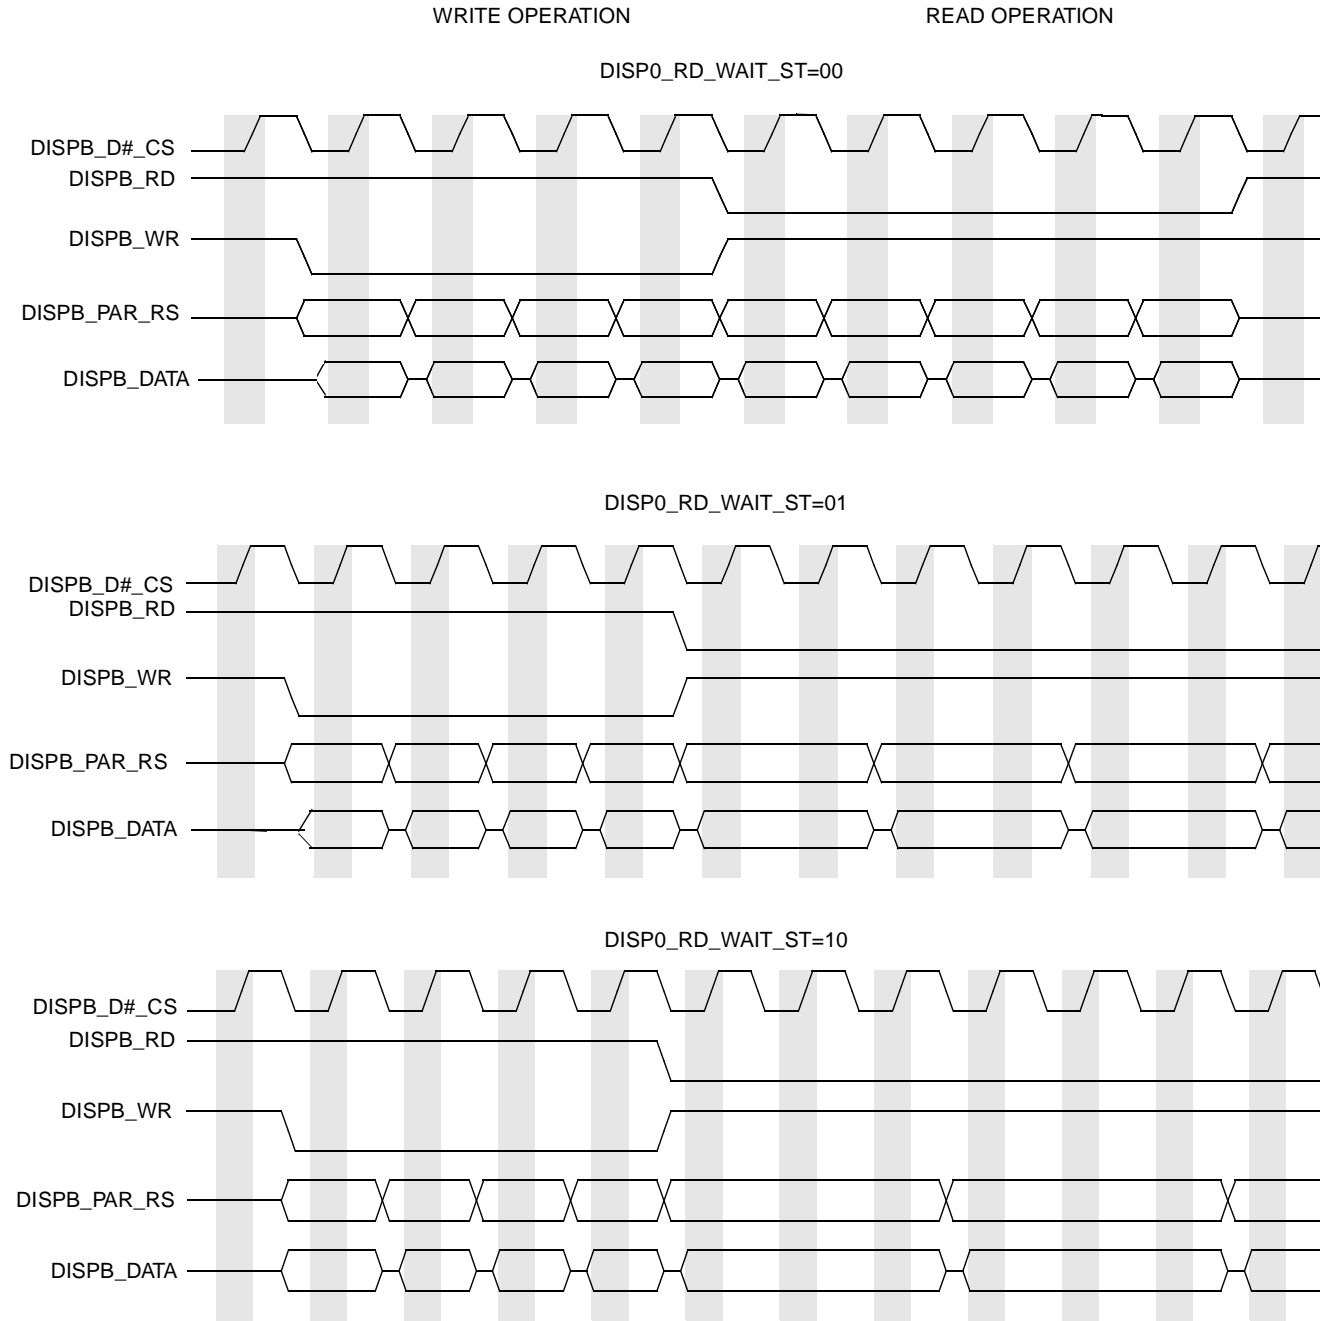 WRITE OPERATION READ OPERATION
DISP0_RD_WAIT_ST=00
DISPB_D#_CS
DISPB_RD
DISPB_WR
DISPB_PAR_RS
DISPB_DATA
DISP0_RD_WAIT_ST=01
DISPB_D#_CS
DISPB_RD
DISPB_WR
DISPB_PAR_RS
DISPB_DATA
DISP0_RD_WAIT_ST=10
DISPB_D#_CS
DISPB_RD
DISPB_WR
DISPB_PAR_RS
DISPB_DATA